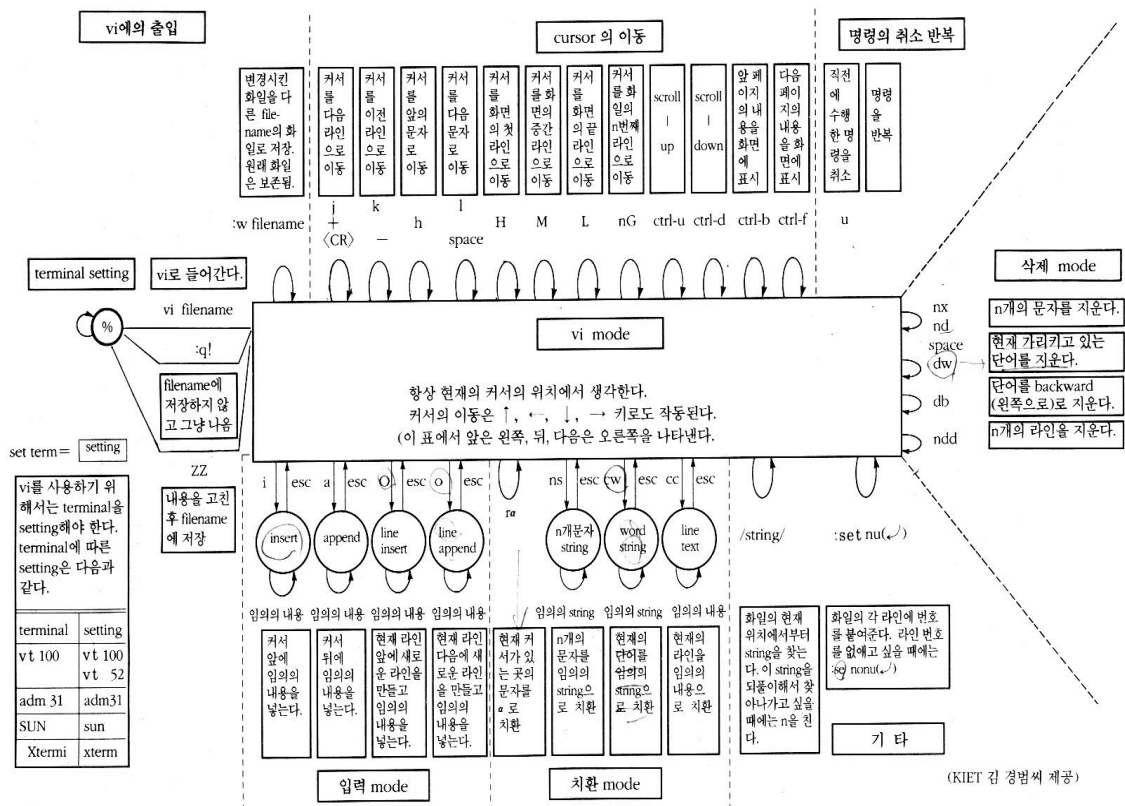 vi에의 출입
cursor 의 이동
명령의 취소 반복
변경시킨
화일을 다
른 file-
name의 화
일로 저장.
원래 화일
은 보존됨.
커서
를
다음
라인
으로
이동
커서
를
이전
라인
으로
이동
커서
를
앞의
문자
로
이동
커서
를
다음
문자
로
이동
커서
를
화면
의 첫
라인
으로
이동
커서
를 화
면의
중간
라인
으로
이동
커서
를
화면
의 끝
라인
으로
이동
커서
를 화
일의
n번째
라인
으로
이동
scroll
|
up
scroll
|
down
앞 페
이지
의 내
용을
화면
에
표시
다음
페이
지의
내용
을 화
면에
표시
직전
에
수행
한 명
령을
취소
명령
을
반복
:w filename
j
+
〈CR〉
k
−
h
l
space
H
M
L
nG
ctrl-u
ctrl-d
ctrl-b
ctrl-f
u
terminal setting
vi로 들어간다.
vi filename
%
:q!
filename에
저장하지 않
고 그냥 나음
ZZ
내용을 고친
후 filename
에 저장
vi mode
항상 현재의 커서의 위치에서 생각한다.
커서의 이동은 ↑, ←, ↓, → 키로도 작동된다.
(이 표에서 앞은 왼쪽, 뒤, 다음은 오른쪽을 나타낸다.
삭제 mode
nx
nd
space
n개의 문자를 지운다.
dw
현재 가리키고 있는
단어를 지운다.
db
단어를 backward
(왼쪽으로)로 지운다.
ndd
n개의 라인을 지운다.
set term=
setting
vi를 사용하기 위
해서는 terminal을
setting해야 한다.
terminal에 따른
setting은 다음과
같다.
terminal setting
vt 100 vt 100
vt 52
adm 31 adm31
SUN sun
Xtermi xterm
i esc
a esc
O esc
o esc
rα
ns esc
cw esc
cc esc
insert
append
line
insert
line
append
n개문자
string
word
string
line
text
/string/
:set nu(↲)
임의의 내용
임의의 내용
임의의 내용
임의의 내용
임의의 string
임의의 string
임의의 내용
커서
앞에
임의의
내용을
넣는다.
커서
뒤에
임의의
내용을
넣는다.
현재 라인
앞에 새로
운 라인을
만들고
임의의
내용을
넣는다.
현재 라인
다음에 새
로운 라인
을 만들고
임의의
내용을
넣는다.
현재 커
서가 있
는 곳의
문자를
α 로
치환
n개의
문자를
임의의
string으
로 치환
현재의
단어를
임의의
string으
로 치환
현재의
라인을
임의의
내용으
로 치환
화일의 현재
위치에서부터
string을 찾는
다. 이 string을
되풀이해서 찾
아나가고 싶을
때에는 n을 친
다.
화일의 각 라인에 번호
를 붙여준다. 라인 번호
를 없애고 싶을 때에는
:se nonu(↲)
입력 mode
치환 mode
기 타
(KIET 김 경범씨 제공)